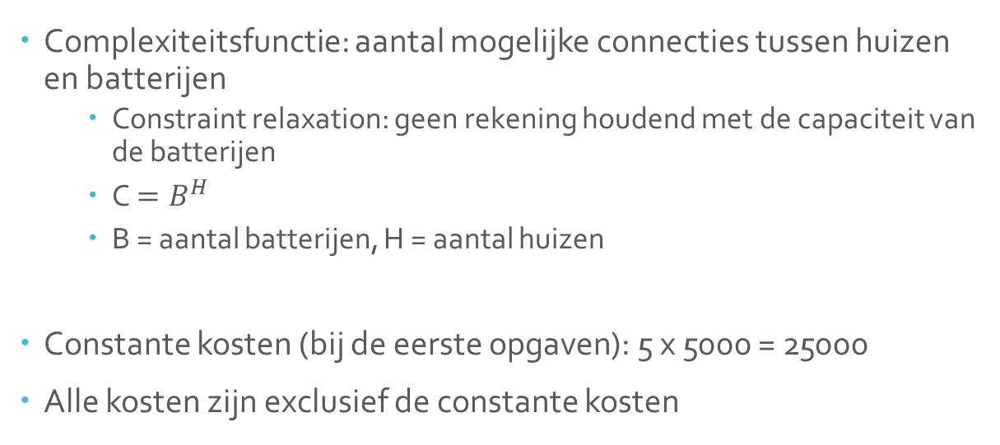 • Complexiteitsfunctie: aantal mogelijke connecties tussen huizen
en batterijen
• Constraint relaxation: geen rekening houdend met de capaciteit van
de batterijen
• C = B^H
• B = aantal batterijen, H = aantal huizen
• Constante kosten (bij de eerste opgaven): 5 x 5000 = 25000
• Alle kosten zijn exclusief de constante kosten